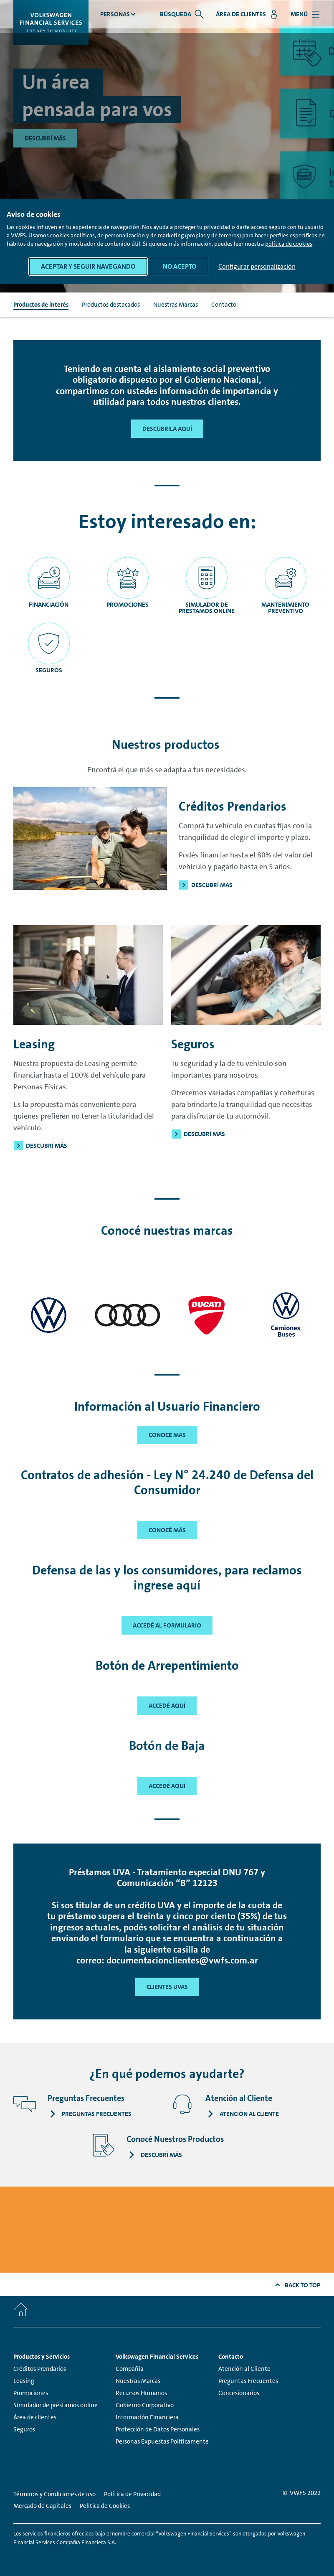 VOLKSWAGEN
FINANCIAL SERVICES
THE KEY TO MOBILITY
PERSONAS
BÚSQUEDA
ÁREA DE CLIENTES
MENÚ
Un área
pensada para vos
DESCUBRÍ MÁS
Aviso de cookies
Las cookies influyen en tu experiencia de navegación. Nos ayudan a proteger tu privacidad o darte acceso seguro con el usuario en
a VWFS. Usamos cookies analíticas, de personalización y de marketing (propias y de terceros) para hacer perfiles específicos en
base a hábitos de navegación y mostrarte el contenido útil. Si quieres más información, puedes leer nuestra política de cookies.
ACEPTAR Y SEGUIR NAVEGANDO
NO ACEPTO
Configurar personalización
Productos de interés
Productos destacados
Nuestras Marcas
Contacto
Teniendo en cuenta el aislamiento social preventivo
obligatorio dispuesto por el Gobierno Nacional,
compartimos con ustedes información de importancia y
utilidad para todos nuestros clientes.
DESCUBRILA AQUÍ
Estoy interesado en:
FINANCIACIÓN
PROMOCIONES
SIMULADOR DE
PRÉSTAMOS ONLINE
MANTENIMIENTO
PREVENTIVO
SEGUROS
Nuestros productos
Encontrá el que más se adapta a tus necesidades.
Créditos Prendarios
Comprá tu vehículo en cuotas fijas con la
tranquilidad de elegir el importe y plazo.
Podés financiar hasta el 80% del valor del
vehículo y pagarlo hasta en 5 años.
DESCUBRÍ MÁS
Leasing
Nuestra propuesta de Leasing permite
financiar hasta el 100% del vehículo para
Personas Físicas.
Es la propuesta más conveniente para
quienes prefieren no tener la titularidad del
vehículo.
DESCUBRÍ MÁS
Seguros
Tu seguridad y la de tu vehículo son
importantes para nosotros.
Ofrecemos variadas compañías y coberturas
para brindarte la tranquilidad que necesitas
para disfrutar de tu automóvil.
DESCUBRÍ MÁS
Conocé nuestras marcas
DUCATI
Camiones
Buses
Información al Usuario Financiero
CONOCÉ MÁS
Contratos de adhesión - Ley N° 24.240 de Defensa del
Consumidor
CONOCÉ MÁS
Defensa de las y los consumidores, para reclamos
ingrese aquí
ACCEDÉ AL FORMULARIO
Botón de Arrepentimiento
ACCEDÉ AQUÍ
Botón de Baja
ACCEDÉ AQUÍ
Préstamos UVA - Tratamiento especial DNU 767 y
Comunicación “B” 12123
Si sos titular de un crédito UVA y el importe de la cuota de
tu préstamo supera el treinta y cinco por ciento (35%) de tus
ingresos actuales, podés solicitar el análisis de tu situación
enviando el formulario que se encuentra a continuación a
la siguiente casilla de
correo: documentacionclientes@vwfs.com.ar
CLIENTES UVAS
¿En qué podemos ayudarte?
Preguntas Frecuentes
PREGUNTAS FRECUENTES
Atención al Cliente
ATENCIÓN AL CLIENTE
Conocé Nuestros Productos
DESCUBRÍ MÁS
BACK TO TOP
Productos y Servicios
Créditos Prendarios
Leasing
Promociones
Simulador de préstamos online
Área de clientes
Seguros
Volkswagen Financial Services
Compañía
Nuestras Marcas
Recursos Humanos
Gobierno Corporativo
Información Financiera
Protección de Datos Personales
Personas Expuestas Políticamente
Contacto
Atención al Cliente
Preguntas Frecuentes
Concesionarios
Términos y Condiciones de uso
Política de Privacidad
Mercado de Capitales
Política de Cookies
© VWFS 2022
Los servicios financieros ofrecidos bajo el nombre comercial “Volkswagen Financial Services” son otorgados por Volkswagen
Financial Services Compañía Financiera S.A.